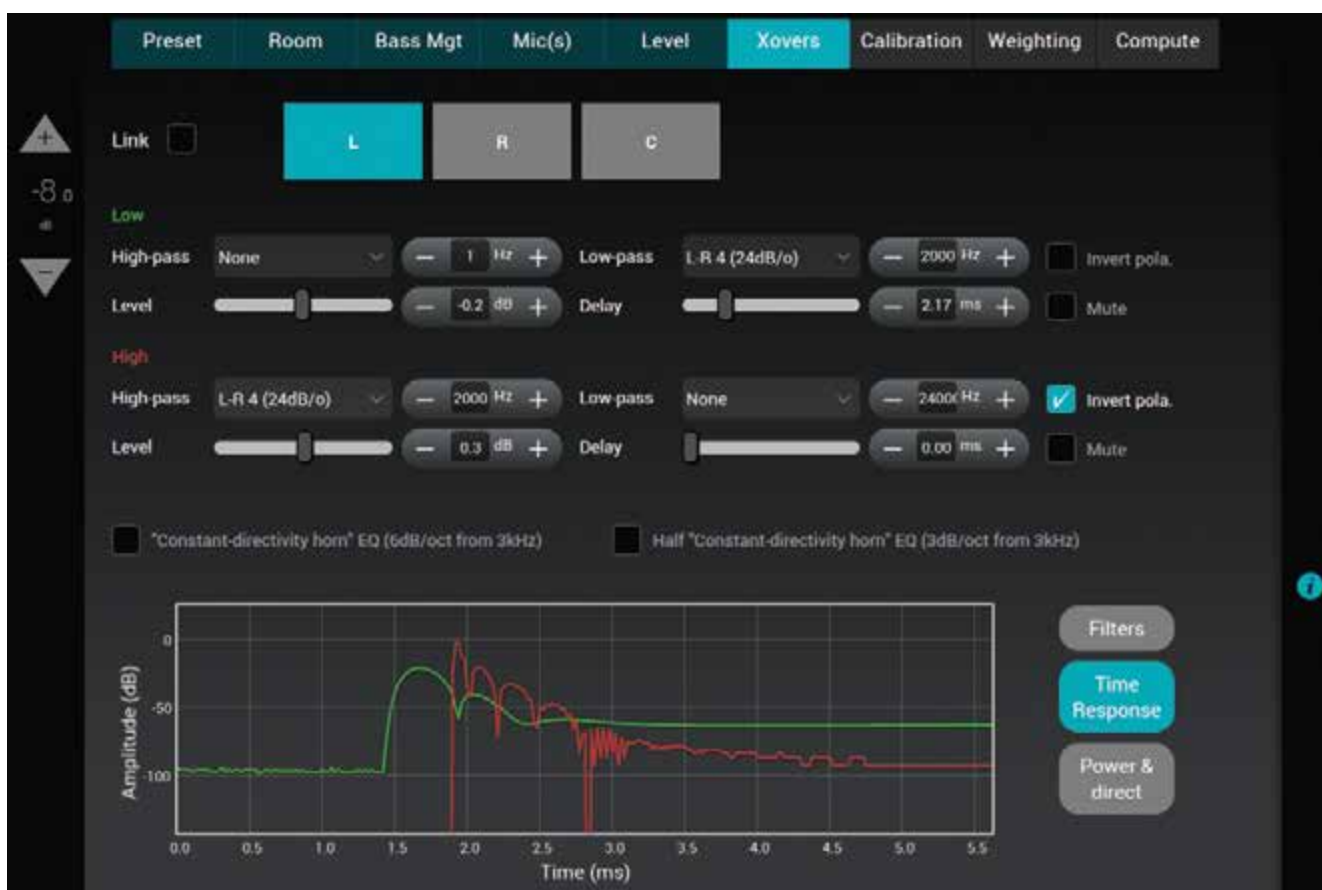 Preset Room Bass Mgt Mic(s) Level Xovers Calibration Weighting Compute
Link L R C
+
-8.0
dB
−
Low
High-pass None − 1 Hz + Low-pass L-R 4 (24dB/o) − 2000 Hz + Invert pola.
Level − -0.2 dB + Delay − 2.17 ms + Mute
High
High-pass L-R 4 (24dB/o) − 2000 Hz + Low-pass None − 2400 Hz + Invert pola.
Level − 0.3 dB + Delay − 0.00 ms + Mute
"Constant-directivity horn" EQ (6dB/oct from 3kHz) Half "Constant-directivity horn" EQ (3dB/oct from 3kHz)
i
Filters
Time
Response
Power &
direct
Amplitude (dB)
0
-50
-100
0.0 0.5 1.0 1.5 2.0 2.5 3.0 3.5 4.0 4.5 5.0 5.5
Time (ms)